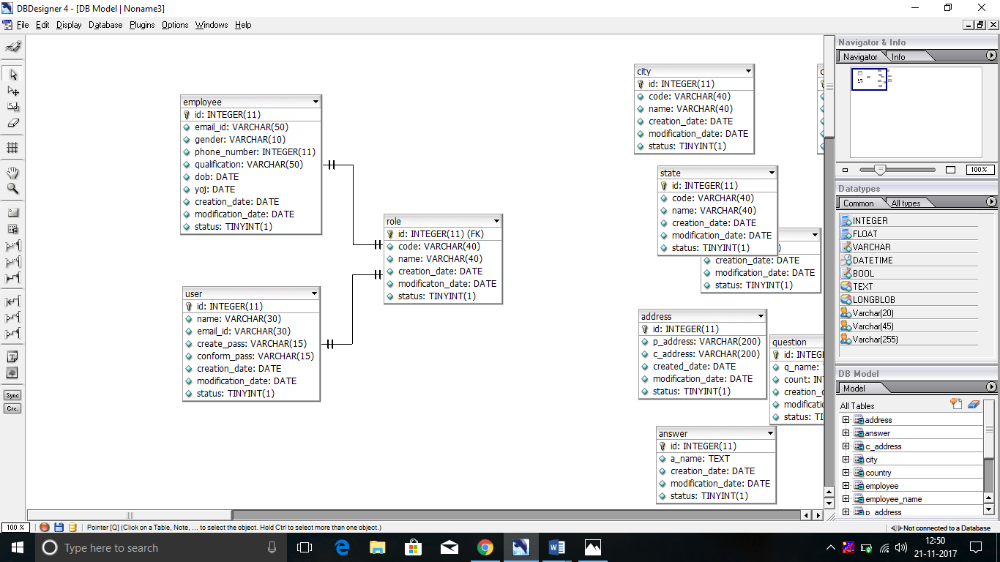 DBDesigner 4 - [DB Model | Noname3]
File Edit Display Database Plugins Options Windows Help
employee
id: INTEGER(11)
email_id: VARCHAR(50)
gender: VARCHAR(10)
phone_number: INTEGER(11)
qualification: VARCHAR(50)
dob: DATE
yoj: DATE
creation_date: DATE
modification_date: DATE
status: TINYINT(1)
user
id: INTEGER(11)
name: VARCHAR(30)
email_id: VARCHAR(30)
create_pass: VARCHAR(15)
conform_pass: VARCHAR(15)
creation_date: DATE
modification_date: DATE
status: TINYINT(1)
role
id: INTEGER(11) (FK)
code: VARCHAR(40)
name: VARCHAR(40)
creation_date: DATE
modificaton_date: DATE
status: TINYINT(1)
city
id: INTEGER(11)
code: VARCHAR(40)
name: VARCHAR(40)
creation_date: DATE
modification_date: DATE
status: TINYINT(1)
state
id: INTEGER(11)
code: VARCHAR(40)
name: VARCHAR(40)
creation_date: DATE
modification_date: DATE
status: TINYINT(1)
creation_date: DATE
modification_date: DATE
status: TINYINT(1)
address
id: INTEGER(11)
p_address: VARCHAR(200)
c_address: VARCHAR(200)
created_date: DATE
modification_date: DATE
status: TINYINT(1)
question
id: INTEG
q_name:
count: INT
creation_d
modificatio
status: TI
answer
id: INTEGER(11)
a_name: TEXT
creation_date: DATE
modification_date: DATE
status: TINYINT(1)
Navigator & Info
Navigator Info
100%
Datatypes
Common All types
INTEGER
FLOAT
VARCHAR
DATETIME
BOOL
TEXT
LONGBLOB
Varchar(20)
Varchar(45)
Varchar(255)
DB Model
Model
All Tables
address
answer
c_address
city
country
employee
employee_name
p_address
Sync
Cre.
100 % Pointer [Q] (Click on a Table, Note, ... to select the object. Hold Ctrl to select more than one object.) Not connected to a Database
Type here to search
12:50
21-11-2017